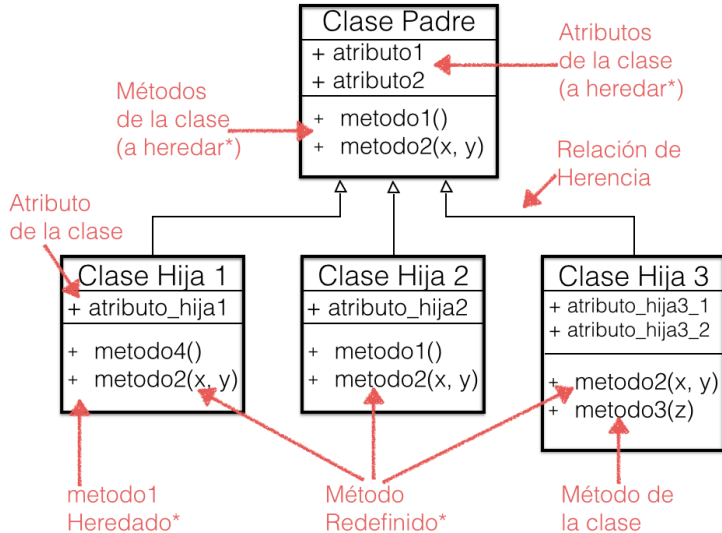 Clase Padre
+ atributo1
+ atributo2
+ metodo1()
+ metodo2(x, y)
Atributos
de la clase
(a heredar*)
Métodos
de la clase
(a heredar*)
Relación de
Herencia
Atributo
de la clase
Clase Hija 1
+ atributo_hija1
+ metodo4()
+ metodo2(x, y)
Clase Hija 2
+ atributo_hija2
+ metodo1()
+ metodo2(x, y)
Clase Hija 3
+ atributo_hija3_1
+ atributo_hija3_2
+ metodo2(x, y)
+ metodo3(z)
metodo1
Heredado*
Método
Redefinido*
Método de
la clase